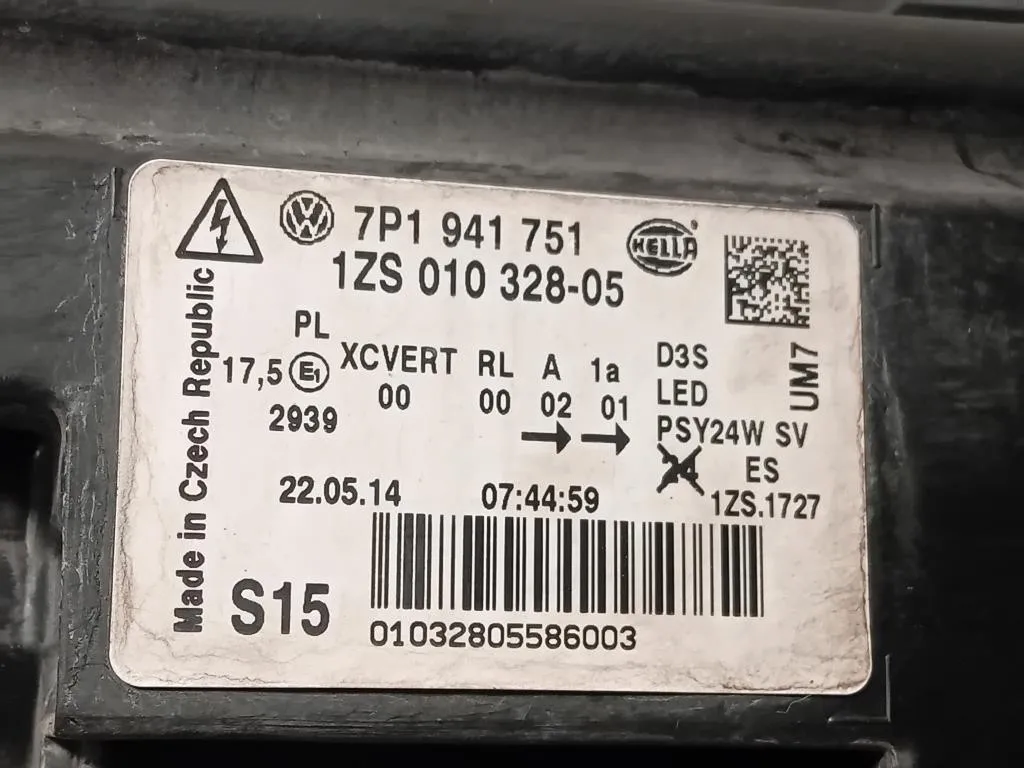 7P1 941 751
HELLA
1ZS 010 328-05
Made in Czech Republic
PL
17,5 E1 XCVERT RL A 1a
00 00 02 01
2939
D3S
LED
PSY24W SV
24 ES
1ZS.1727
UM7
22.05.14 07:44:59
S15
01032805586003